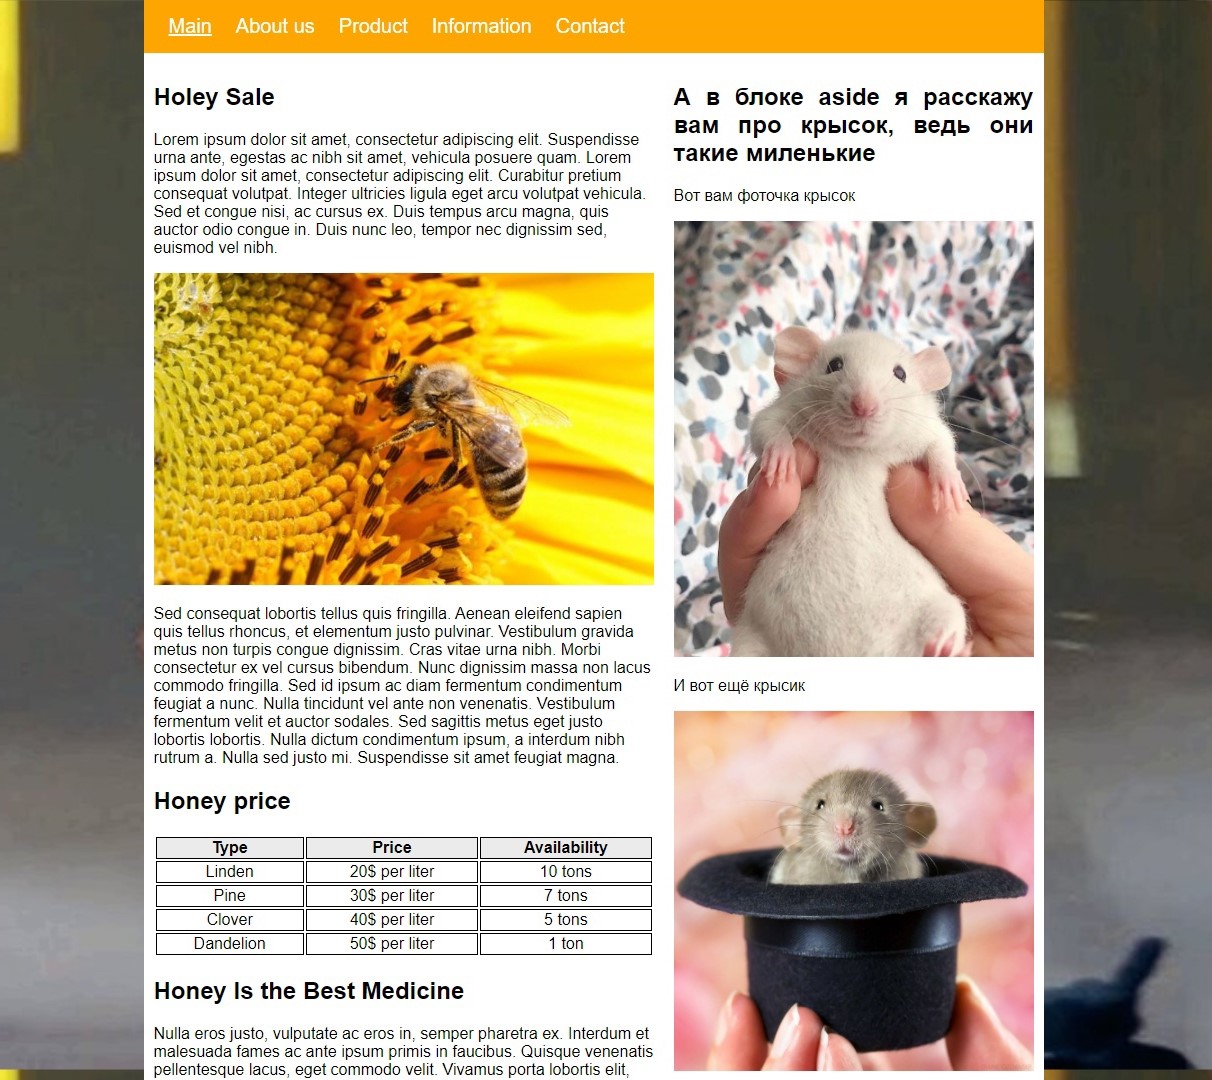 Main About us Product Information Contact
Holey Sale
Lorem ipsum dolor sit amet, consectetur adipiscing elit. Suspendisse
urna ante, egestas ac nibh sit amet, vehicula posuere quam. Lorem
ipsum dolor sit amet, consectetur adipiscing elit. Curabitur pretium
consequat volutpat. Integer ultricies ligula eget arcu volutpat vehicula.
Sed et congue nisi, ac cursus ex. Duis tempus arcu magna, quis
auctor odio congue in. Duis nunc leo, tempor nec dignissim sed,
euismod vel nibh.
Sed consequat lobortis tellus quis fringilla. Aenean eleifend sapien
quis tellus rhoncus, et elementum justo pulvinar. Vestibulum gravida
metus non turpis congue dignissim. Cras vitae urna nibh. Morbi
consectetur ex vel cursus bibendum. Nunc dignissim massa non lacus
commodo fringilla. Sed id ipsum ac diam fermentum condimentum
feugiat a nunc. Nulla tincidunt vel ante non venenatis. Vestibulum
fermentum velit et auctor sodales. Sed sagittis metus eget justo
lobortis lobortis. Nulla dictum condimentum ipsum, a interdum nibh
rutrum a. Nulla sed justo mi. Suspendisse sit amet feugiat magna.
Honey price
Type Price Availability
Linden 20$ per liter 10 tons
Pine 30$ per liter 7 tons
Clover 40$ per liter 5 tons
Dandelion 50$ per liter 1 ton
Honey Is the Best Medicine
Nulla eros justo, vulputate ac eros in, semper pharetra ex. Interdum et
malesuada fames ac ante ipsum primis in faucibus. Quisque venenatis
pellentesque lacus, eget commodo velit. Vivamus porta lobortis elit,
А в блоке aside я расскажу
вам про крысок, ведь они
такие миленькие
Вот вам фоточка крысок
И вот ещё крысик